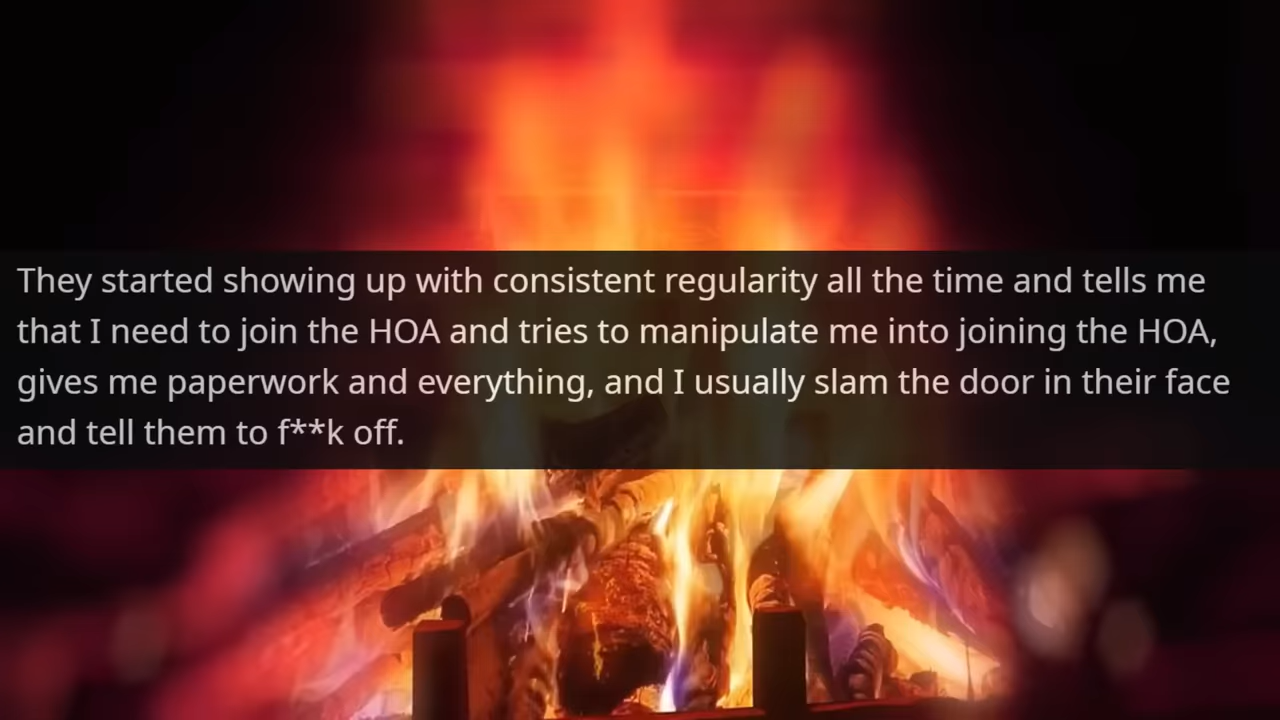 They started showing up with consistent regularity all the time and tells me
that I need to join the HOA and tries to manipulate me into joining the HOA,
gives me paperwork and everything, and I usually slam the door in their face
and tell them to f**k off.